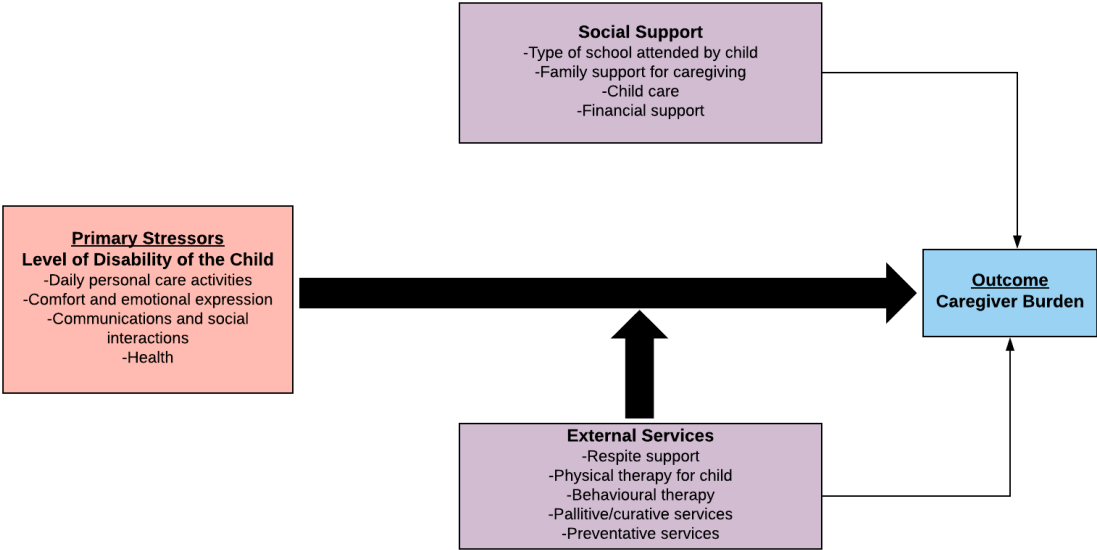 Social Support
-Type of school attended by child
-Family support for caregiving
-Child care
-Financial support
Primary Stressors
Level of Disability of the Child
-Daily personal care activities
-Comfort and emotional expression
-Communications and social
interactions
-Health
Outcome
Caregiver Burden
External Services
-Respite support
-Physical therapy for child
-Behavioural therapy
-Pallitive/curative services
-Preventative services